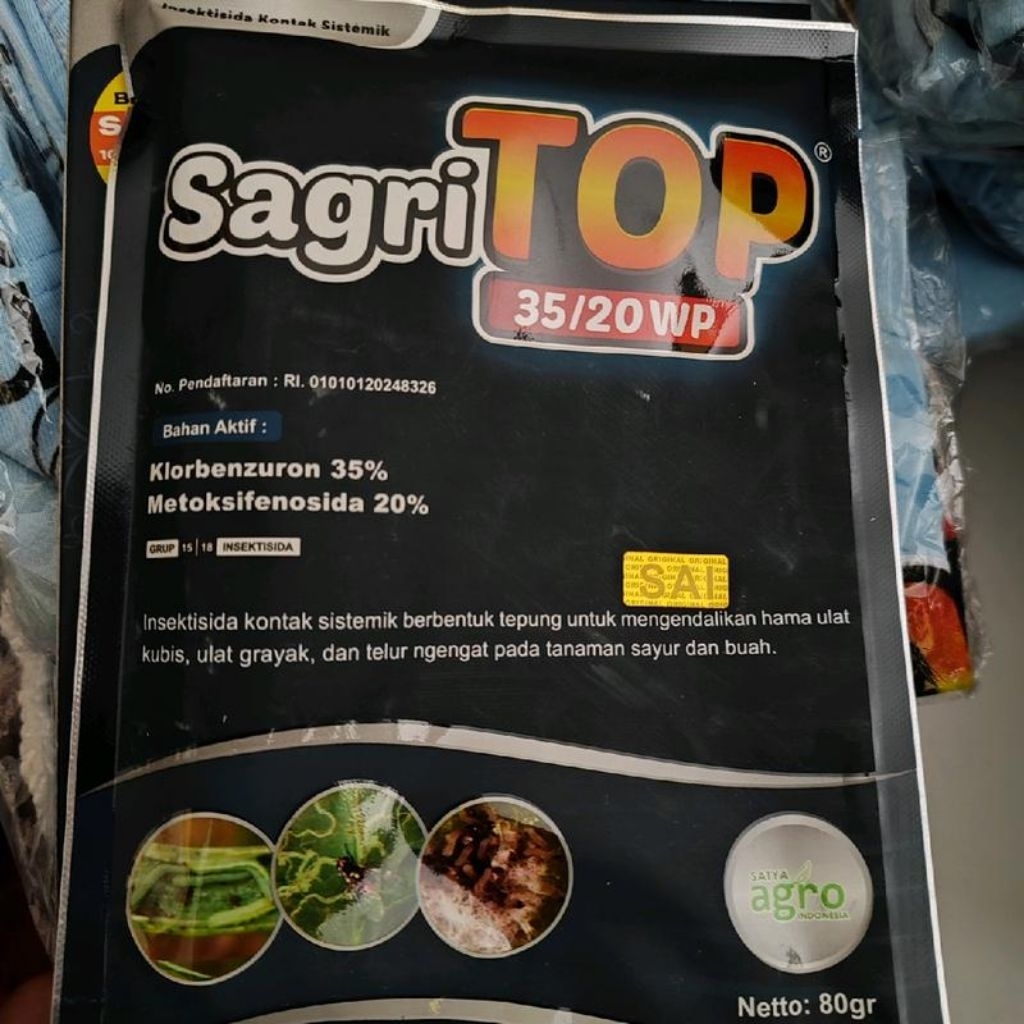 Insektisida Kontak Sistemik
SagriTOP®
35/20 WP
No. Pendaftaran : RI. 01010120248326
Bahan Aktif :
Klorbenzuron 35%
Metoksifenosida 20%
GRUP 15 | 18 INSEKTISIDA
SAI
Insektisida kontak sistemik berbentuk tepung untuk mengendalikan hama ulat
kubis, ulat grayak, dan telur ngengat pada tanaman sayur dan buah.
SATYA
agro
INDONESIA
Netto: 80gr